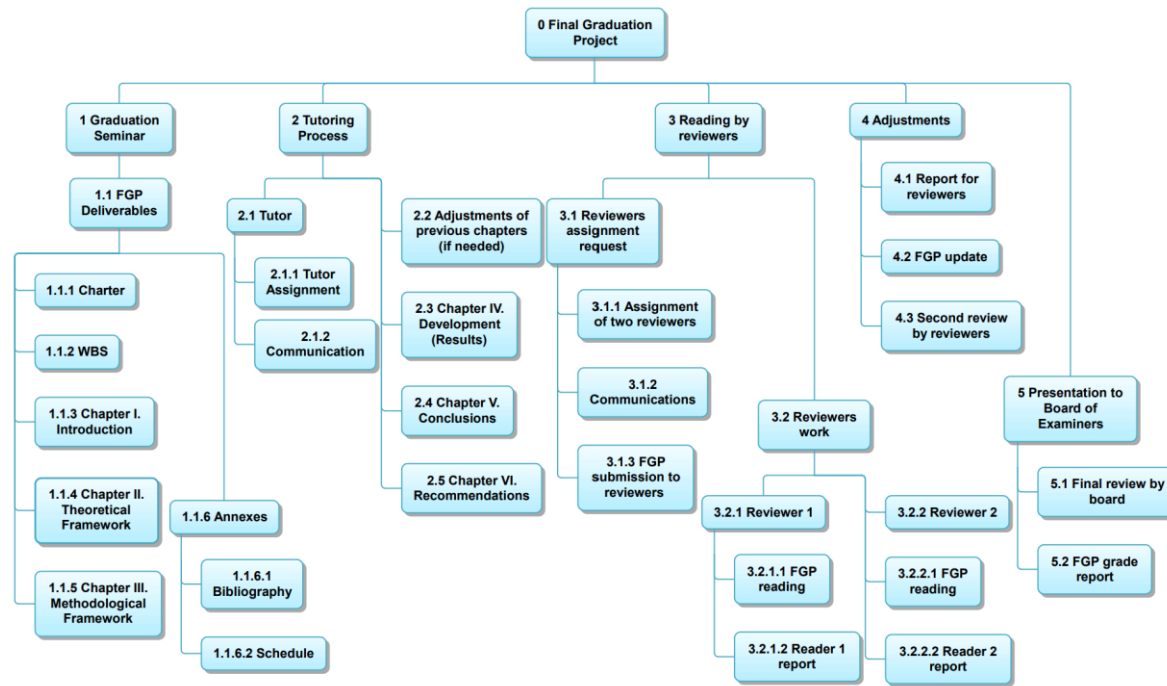 0 Final Graduation
Project
1 Graduation
Seminar
2 Tutoring
Process
3 Reading by
reviewers
4 Adjustments
1.1 FGP
Deliverables
2.1 Tutor
2.2 Adjustments of
previous chapters
(if needed)
3.1 Reviewers
assignment
request
4.1 Report for
reviewers
4.2 FGP update
4.3 Second review
by reviewers
1.1.1 Charter
1.1.2 WBS
1.1.3 Chapter I.
Introduction
1.1.4 Chapter II.
Theoretical
Framework
1.1.5 Chapter III.
Methodological
Framework
1.1.6 Annexes
1.1.6.1
Bibliography
1.1.6.2 Schedule
2.1.1 Tutor
Assignment
2.1.2
Communication
2.3 Chapter IV.
Development
(Results)
2.4 Chapter V.
Conclusions
2.5 Chapter VI.
Recommendations
3.1.1 Assignment
of two reviewers
3.1.2
Communications
3.1.3 FGP
submission to
reviewers
3.2 Reviewers
work
3.2.1 Reviewer 1
3.2.1.1 FGP
reading
3.2.1.2 Reader 1
report
3.2.2 Reviewer 2
3.2.2.1 FGP
reading
3.2.2.2 Reader 2
report
5 Presentation to
Board of
Examiners
5.1 Final review by
board
5.2 FGP grade
report